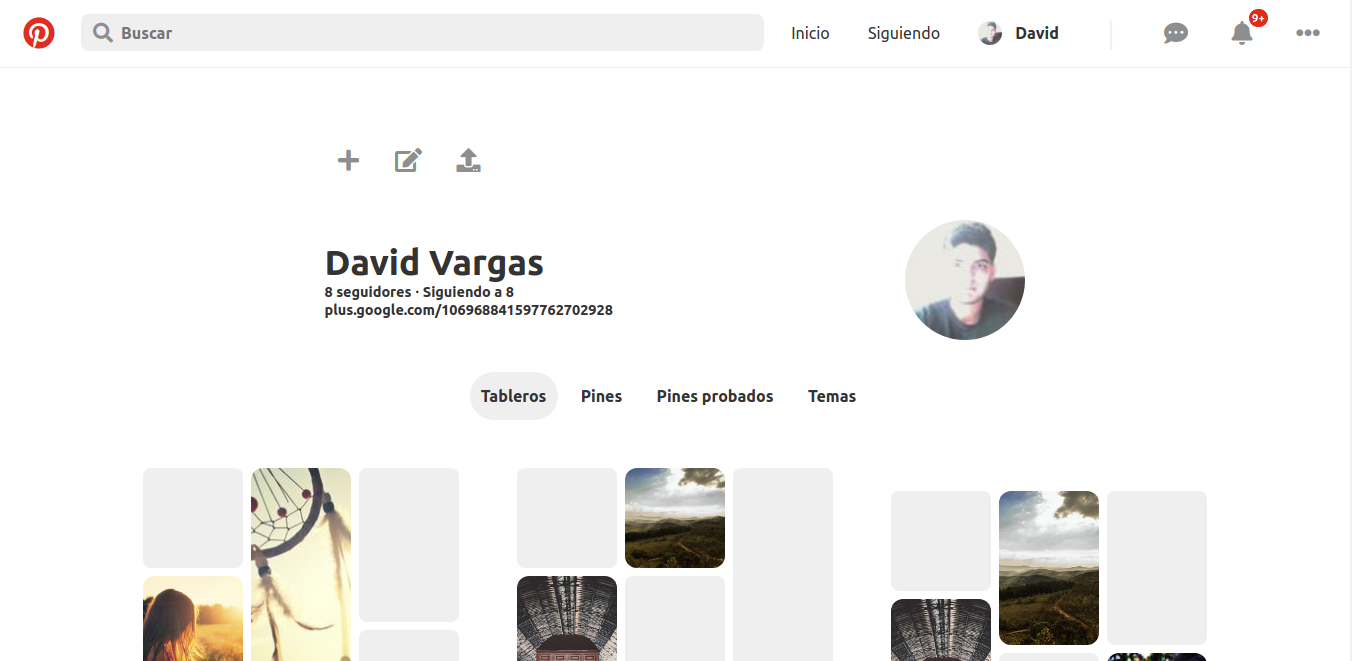 Buscar
Inicio
Siguiendo
David
9+
David Vargas
8 seguidores · Siguiendo a 8
plus.google.com/106968841597762702928
Tableros
Pines
Pines probados
Temas